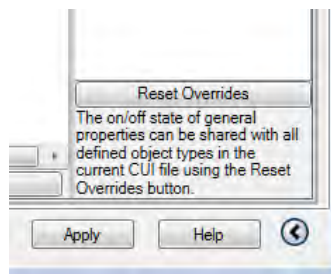 Reset Overrides
The on/off state of general
properties can be shared with all
defined object types in the
current CUI file using the Reset
Overrides button.
Apply
Help